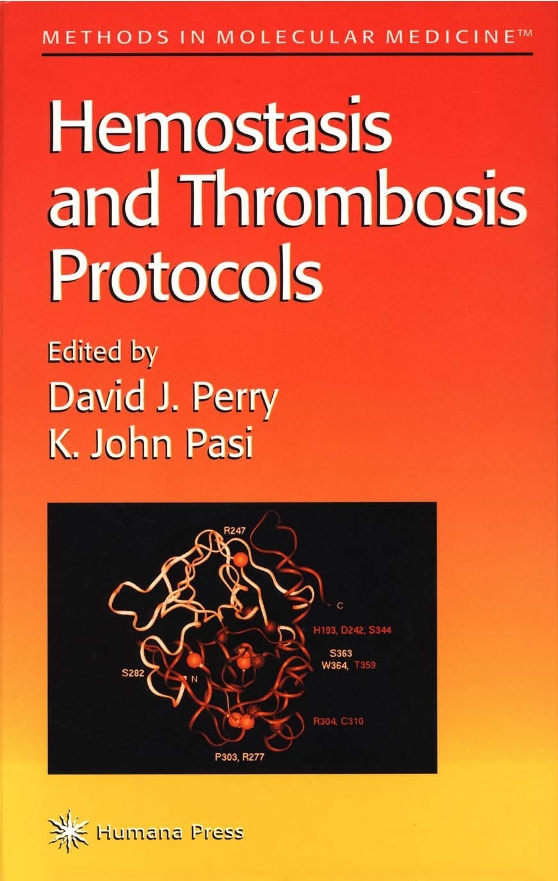 METHODS IN MOLECULAR MEDICINE™
Hemostasis
and Thrombosis
Protocols
Edited by
David J. Perry
K. John Pasi
R247
C
H193, D242, S344
S363
W364, T359
S282
N
R304, C310
P303, R277
Humana Press